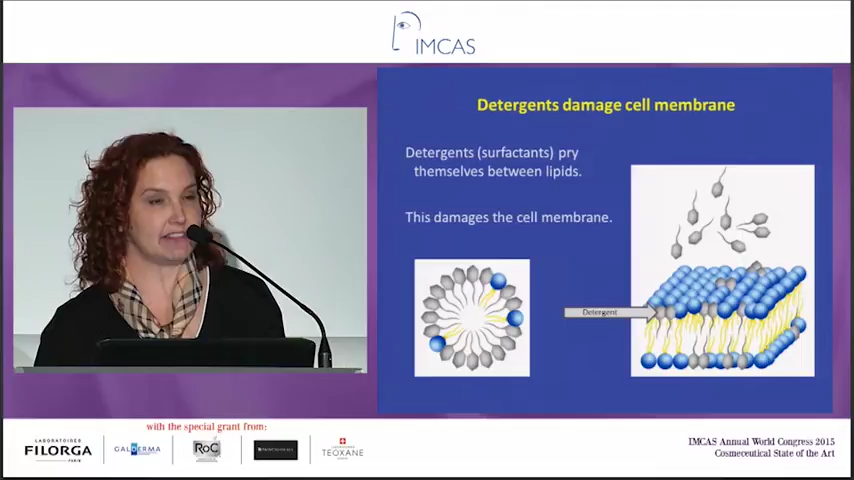 IMCAS
Detergents damage cell membrane
Detergents (surfactants) pry
themselves between lipids.
This damages the cell membrane.
Detergent
with the special grant from:
LABORATOIRES
FILORGA
PARIS
GALDERMA
RoC
TEOXANE
IMCAS Annual World Congress 2015
Cosmeceutical State of the Art